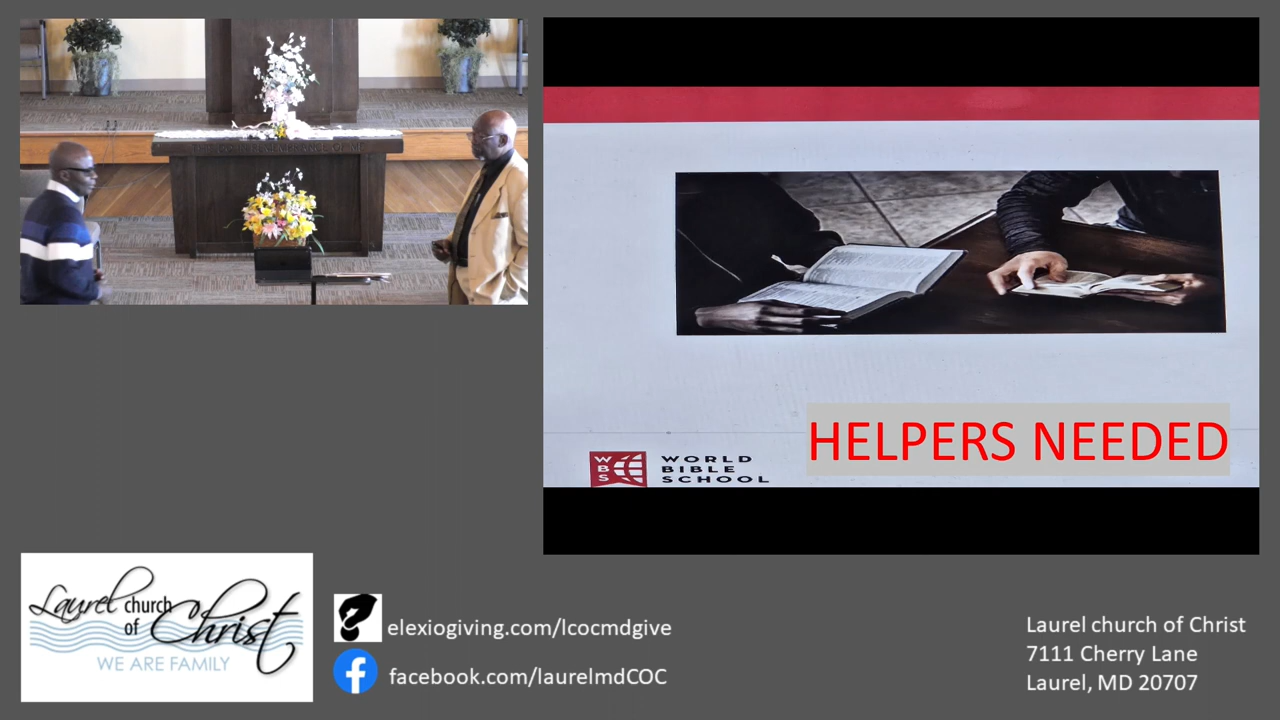 HELPERS NEEDED
WBS
WORLD
BIBLE
SCHOOL
Laurel church
of Christ
WE ARE FAMILY
elexiogiving.com/lcocmdgive
facebook.com/laurelmdCOC
Laurel church of Christ
7111 Cherry Lane
Laurel, MD 20707